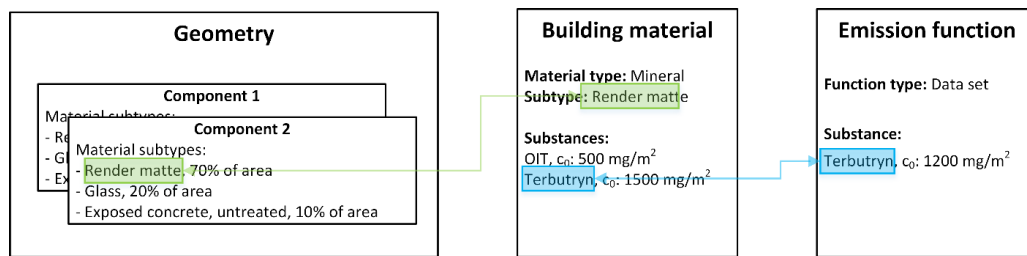 Geometry
Component 1
Material subtypes:
- Re
- Gl
- Ex
Component 2
Material subtypes:
- Render matte, 70% of area
- Glass, 20% of area
- Exposed concrete, untreated, 10% of area
Building material
Material type: Mineral
Subtype: Render matte
Substances:
OIT, c₀: 500 mg/m²
Terbutryn, c₀: 1500 mg/m²
Emission function
Function type: Data set
Substance:
Terbutryn, c₀: 1200 mg/m²